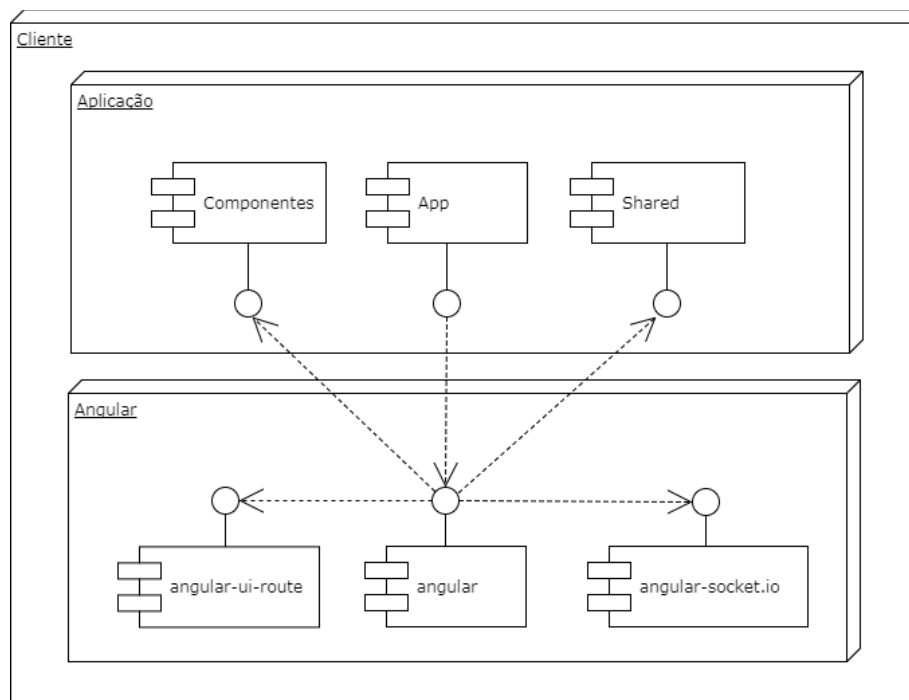 Cliente
Aplicação
Componentes
App
Shared
Angular
angular-ui-route
angular
angular-socket.io